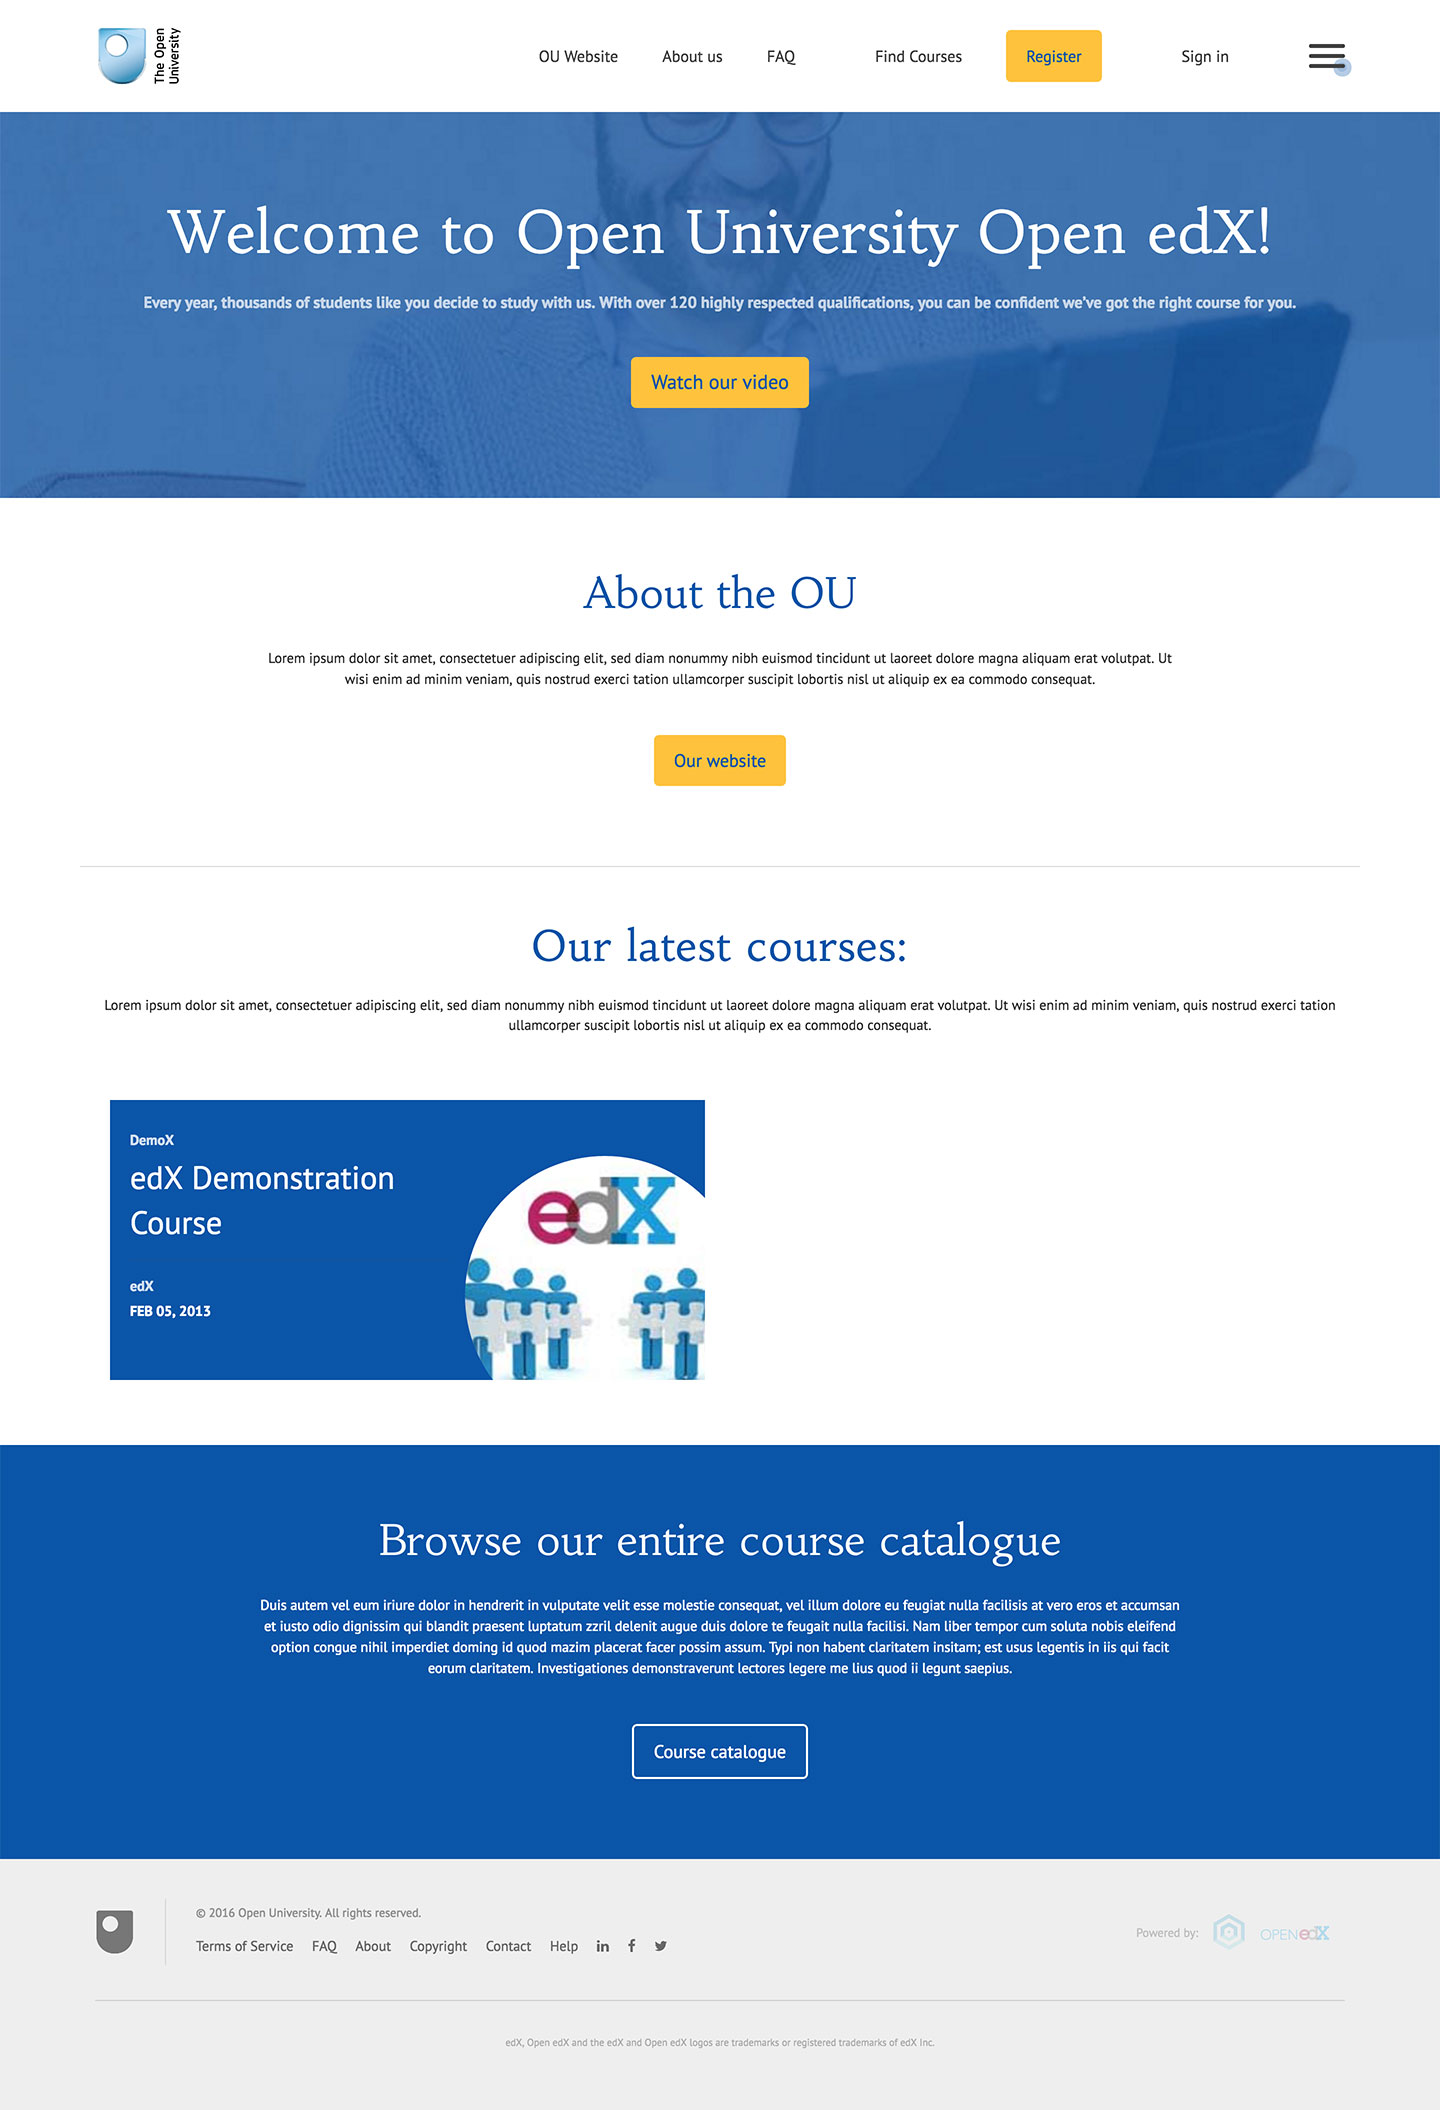 The Open
University
OU Website About us FAQ Find Courses Register Sign in
Welcome to Open University Open edX!
Every year, thousands of students like you decide to study with us. With over 120 highly respected qualifications, you can be confident we've got the right course for you.
Watch our video
About the OU
Lorem ipsum dolor sit amet, consectetuer adipiscing elit, sed diam nonummy nibh euismod tincidunt ut laoreet dolore magna aliquam erat volutpat. Ut
wisi enim ad minim veniam, quis nostrud exerci tation ullamcorper suscipit lobortis nisl ut aliquip ex ea commodo consequat.
Our website
Our latest courses:
Lorem ipsum dolor sit amet, consectetuer adipiscing elit, sed diam nonummy nibh euismod tincidunt ut laoreet dolore magna aliquam erat volutpat. Ut wisi enim ad minim veniam, quis nostrud exerci tation
ullamcorper suscipit lobortis nisl ut aliquip ex ea commodo consequat.
DemoX
edX Demonstration
Course
edX
edX
FEB 05, 2013
Browse our entire course catalogue
Duis autem vel eum iriure dolor in hendrerit in vulputate velit esse molestie consequat, vel illum dolore eu feugiat nulla facilisis at vero eros et accumsan
et iusto odio dignissim qui blandit praesent luptatum zzril delenit augue duis dolore te feugait nulla facilisi. Nam liber tempor cum soluta nobis eleifend
option congue nihil imperdiet doming id quod mazim placerat facer possim assum. Typi non habent claritatem insitam; est usus legentis in iis qui facit
eorum claritatem. Investigationes demonstraverunt lectores legere me lius quod ii legunt saepius.
Course catalogue
© 2016 Open University. All rights reserved.
Terms of Service FAQ About Copyright Contact Help
Powered by: OPENedX
edX, Open edX and the edX and Open edX logos are trademarks or registered trademarks of edX Inc.